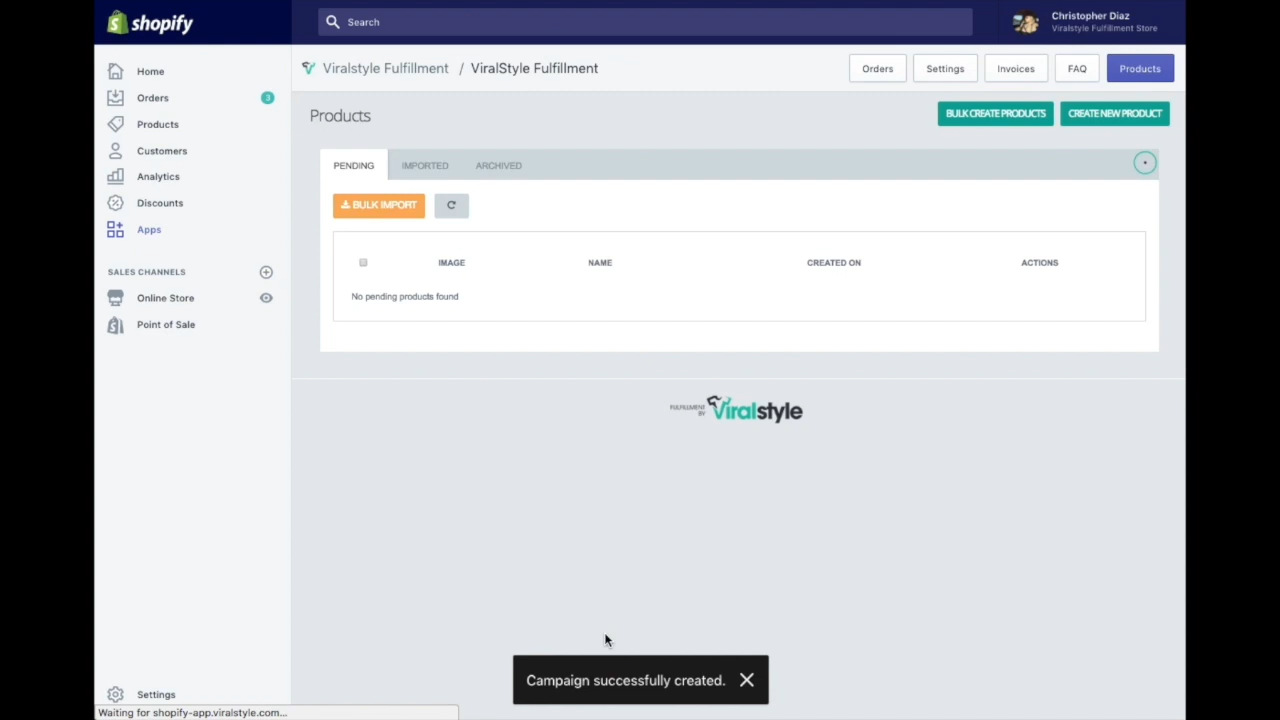 shopify
Search
Christopher Diaz
Viralstyle Fulfillment Store
Home
Orders
3
Products
Customers
Analytics
Discounts
Apps
SALES CHANNELS
Online Store
Point of Sale
Settings
Waiting for shopify-app.viralstyle.com...
Viralstyle Fulfillment / ViralStyle Fulfillment
Orders
Settings
Invoices
FAQ
Products
Products
BULK CREATE PRODUCTS
CREATE NEW PRODUCT
PENDING
IMPORTED
ARCHIVED
BULK IMPORT
IMAGE
NAME
CREATED ON
ACTIONS
No pending products found
FULFILLMENT
BY
Viralstyle
Campaign successfully created.